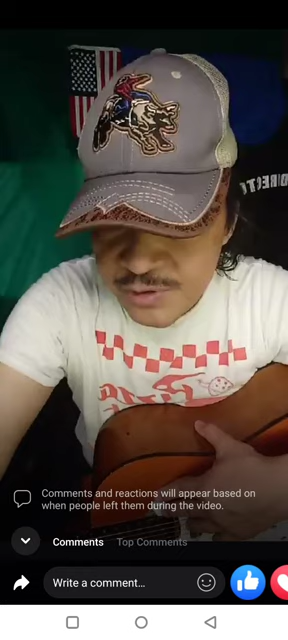 Comments and reactions will appear based on
when people left them during the video.
Comments Top Comments
Write a comment...